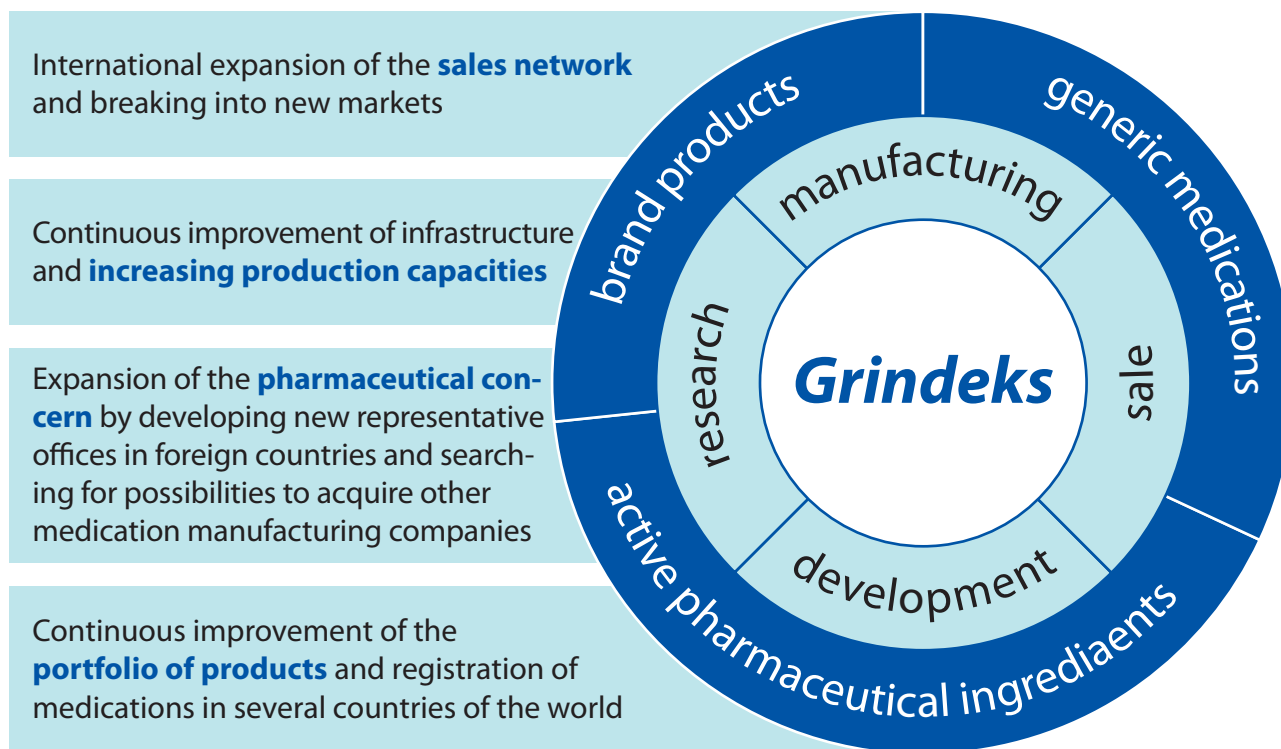 International expansion of the sales network
and breaking into new markets
Continuous improvement of infrastructure
and increasing production capacities
Expansion of the pharmaceutical con-
cern by developing new representative
offices in foreign countries and search-
ing for possibilities to acquire other
medication manufacturing companies
Continuous improvement of the
portfolio of products and registration of
medications in several countries of the world
brand products
generic medications
active pharmaceutical ingrediaents
manufacturing
sale
development
research
Grindeks